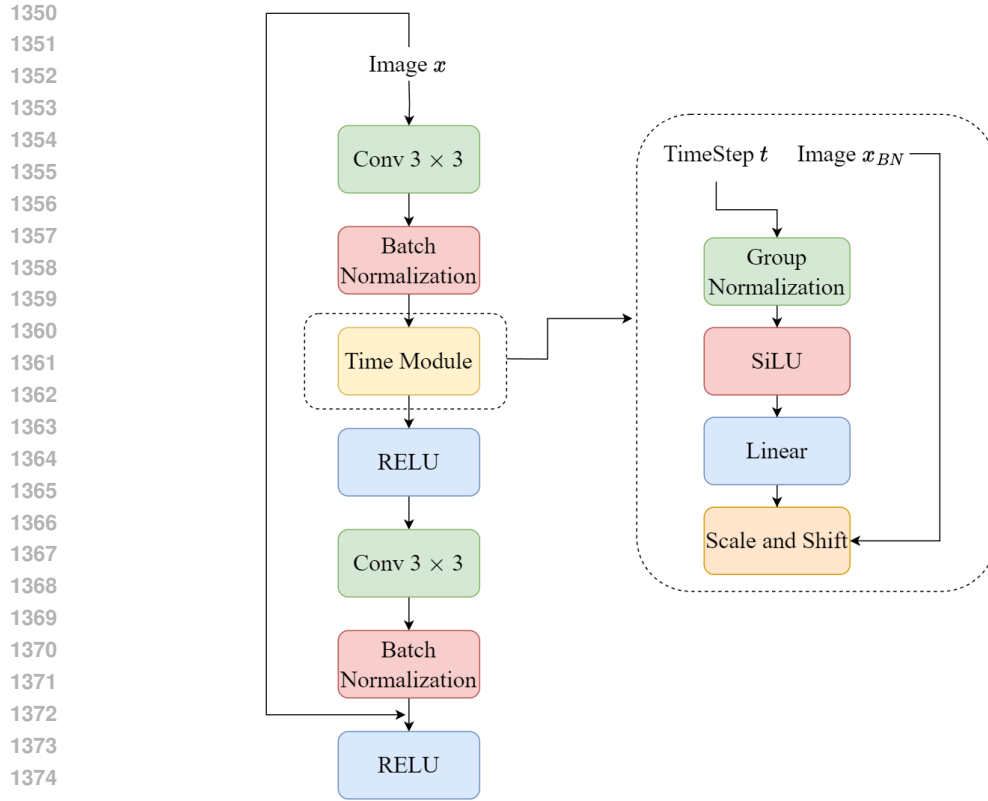 1350
1351
1352
1353
1354
1355
1356
1357
1358
1359
1360
1361
1362
1363
1364
1365
1366
1367
1368
1369
1370
1371
1372
1373
1374
Image x
Conv 3 × 3
Batch
Normalization
Time Module
RELU
Conv 3 × 3
Batch
Normalization
RELU
TimeStep t
Image x_BN
Group
Normalization
SiLU
Linear
Scale and Shift